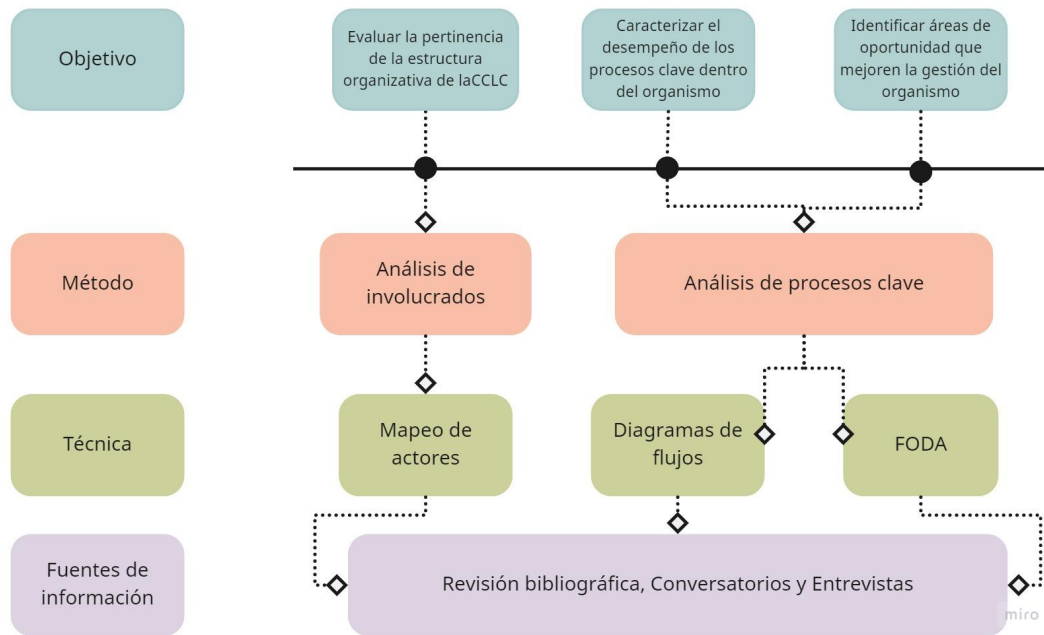 Objetivo
Evaluar la pertinencia
de la estructura
organizativa de laCCLC
Caracterizar el
desempeño de los
procesos clave dentro
del organismo
Identificar áreas de
oportunidad que
mejoren la gestión del
organismo
Método
Análisis de
involucrados
Análisis de procesos clave
Técnica
Mapeo de
actores
Diagramas de
flujos
FODA
Fuentes de
información
Revisión bibliográfica, Conversatorios y Entrevistas
miro